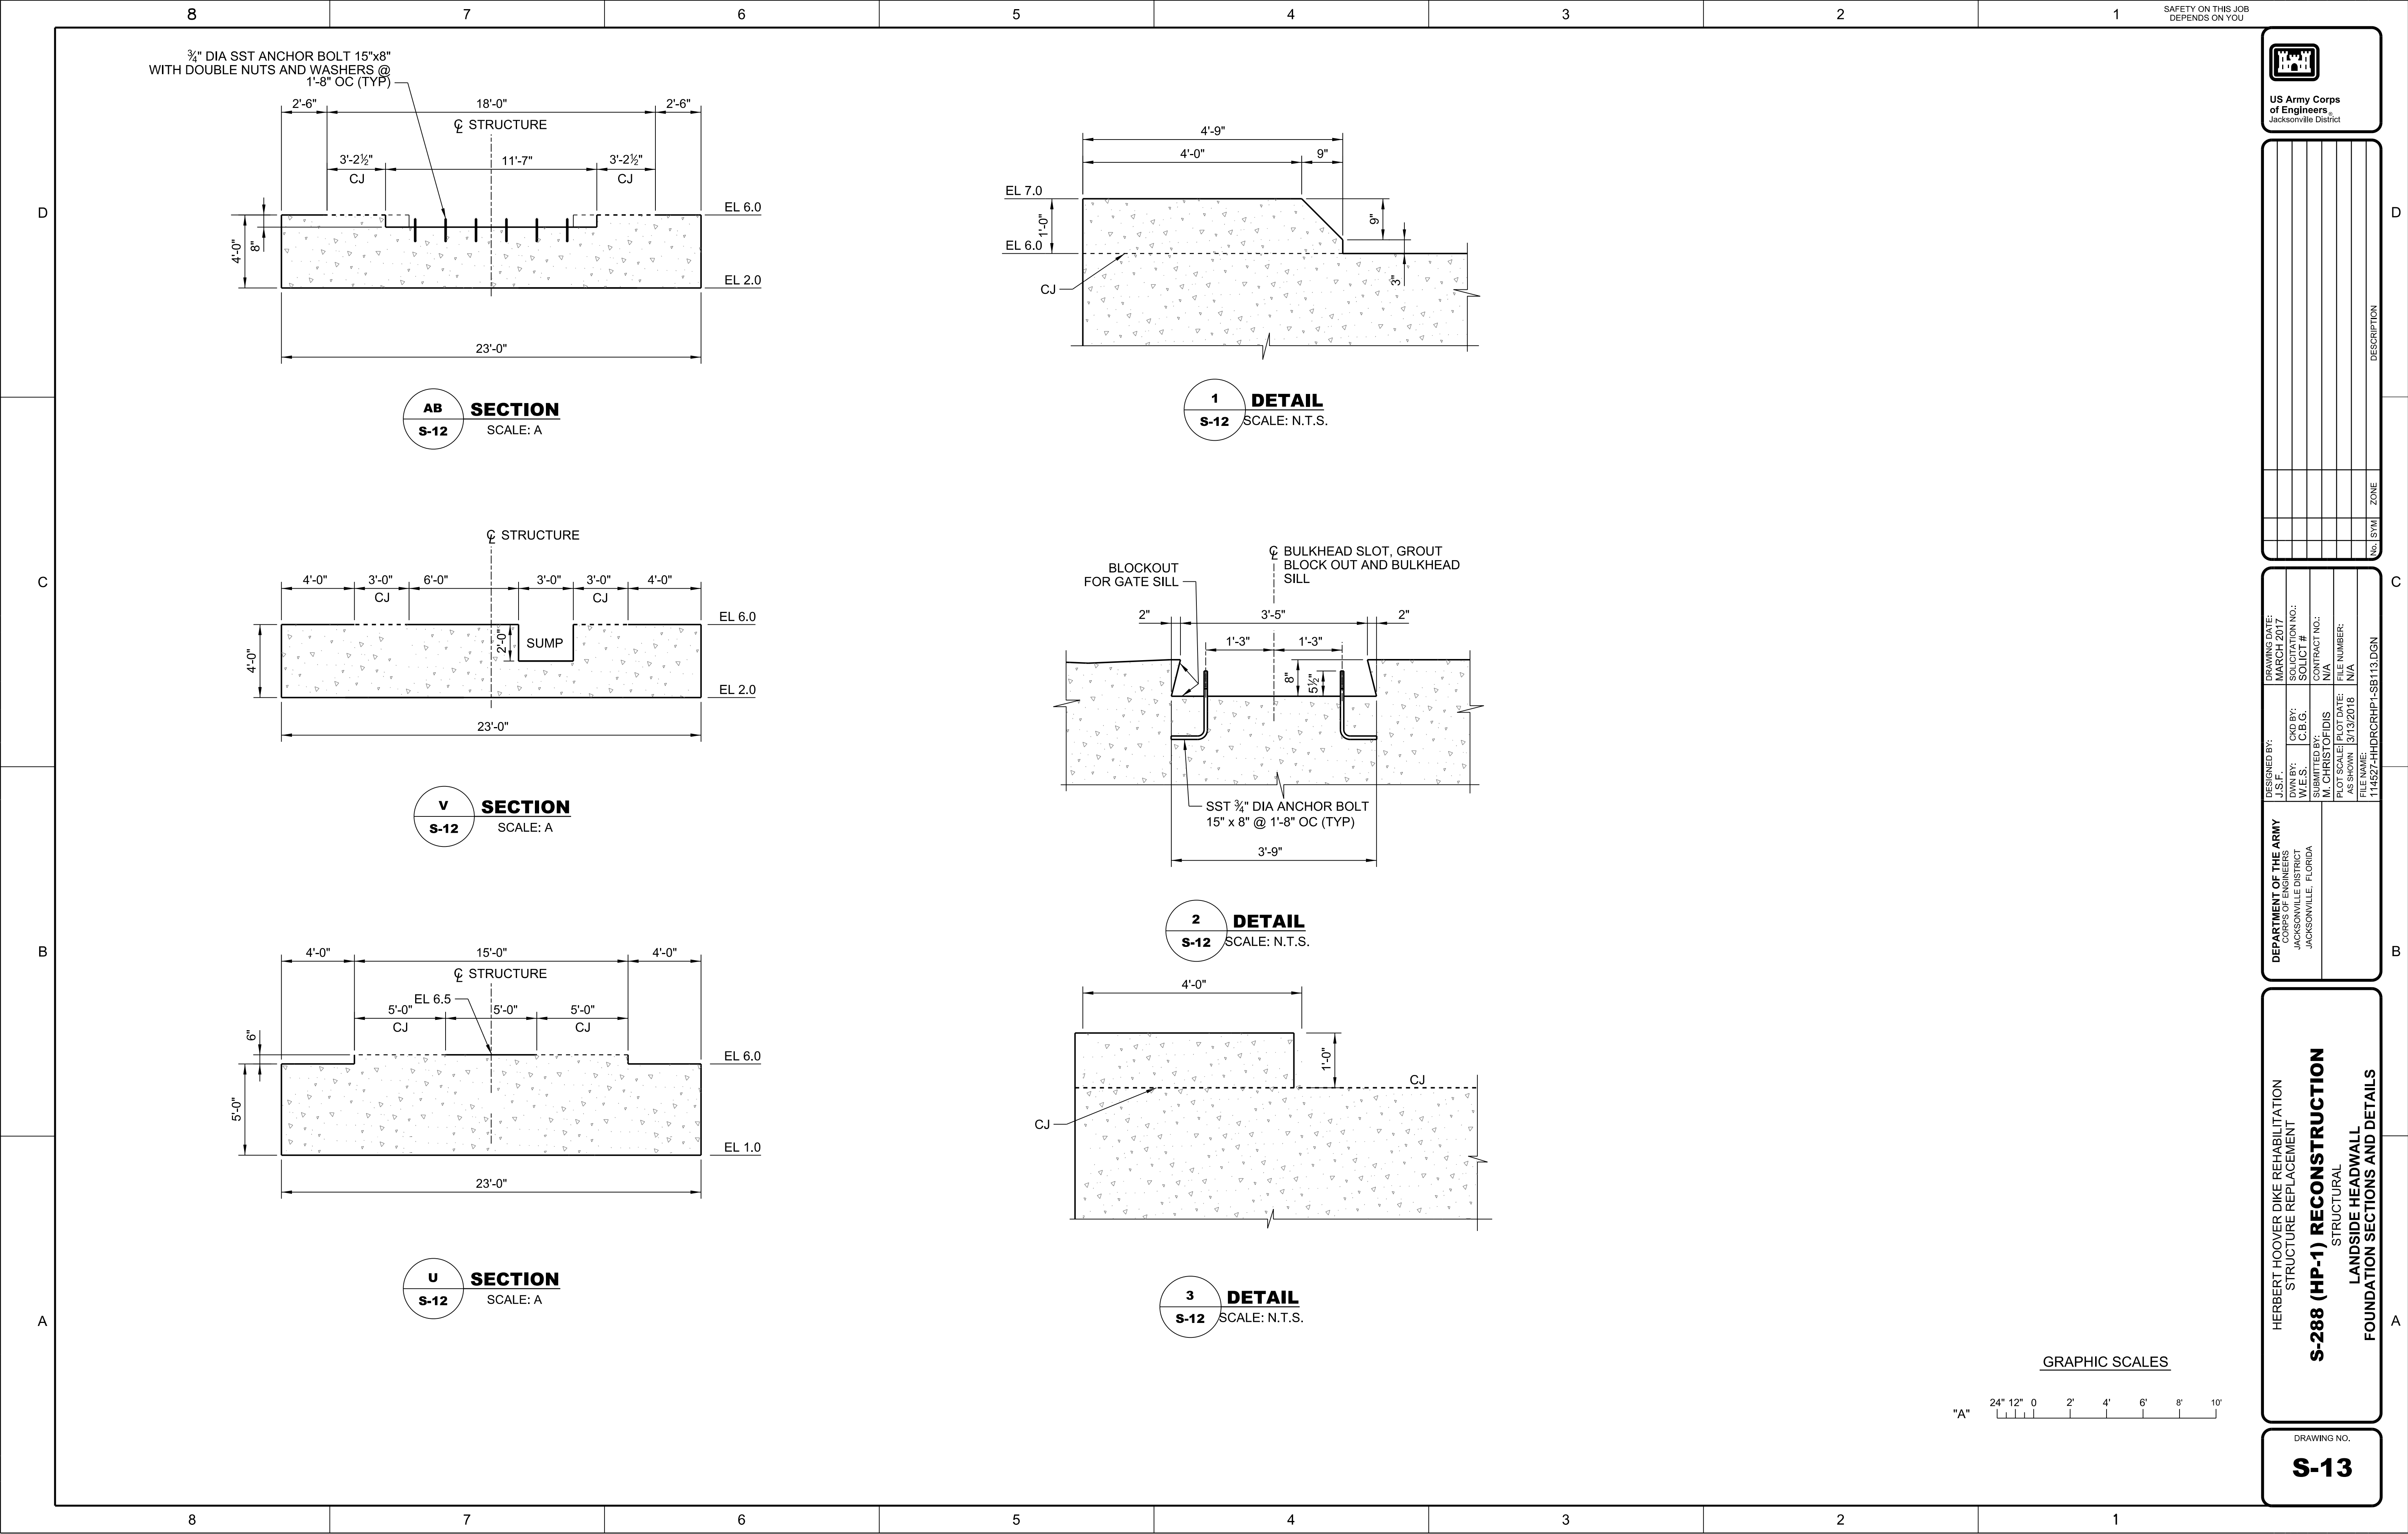 8 7 6 5 4 3 2 1
SAFETY ON THIS JOB
DEPENDS ON YOU
D
C
B
A
¾" DIA SST ANCHOR BOLT 15"x8"
WITH DOUBLE NUTS AND WASHERS @
1'-8" OC (TYP)
2'-6" 18'-0" 2'-6"
℄ STRUCTURE
3'-2½" 11'-7" 3'-2½"
CJ CJ
EL 6.0
4'-0"
8"
EL 2.0
23'-0"
AB
S-12
SECTION
SCALE: A
℄ STRUCTURE
4'-0" 3'-0" 6'-0" 3'-0" 3'-0" 4'-0"
CJ CJ
EL 6.0
SUMP
2'-0"
4'-0"
EL 2.0
23'-0"
V
S-12
SECTION
SCALE: A
4'-0" 15'-0" 4'-0"
℄ STRUCTURE
EL 6.5
5'-0" 5'-0" 5'-0"
CJ CJ
6"
EL 6.0
5'-0"
EL 1.0
23'-0"
U
S-12
SECTION
SCALE: A
4'-9"
4'-0" 9"
EL 7.0
1'-0"
9"
EL 6.0
3"
CJ
1
S-12
DETAIL
SCALE: N.T.S.
BLOCKOUT
FOR GATE SILL
℄ BULKHEAD SLOT, GROUT
BLOCK OUT AND BULKHEAD
SILL
2" 3'-5" 2"
1'-3" 1'-3"
8"
5½"
SST ¾" DIA ANCHOR BOLT
15" x 8" @ 1'-8" OC (TYP)
3'-9"
2
S-12
DETAIL
SCALE: N.T.S.
4'-0"
1'-0"
CJ
CJ
3
S-12
DETAIL
SCALE: N.T.S.
GRAPHIC SCALES
"A" 24" 12" 0 2' 4' 6' 8' 10'
US Army Corps
of Engineers®
Jacksonville District
No. SYM ZONE DESCRIPTION
DESIGNED BY:
J.S.F.
DRAWING DATE:
MARCH 2017
DWN BY:
W.E.S.
CKD BY:
C.B.G.
SOLICITATION NO.:
SOLICT #
SUBMITTED BY:
M. CHRISTOFIDIS
CONTRACT NO.:
N/A
PLOT SCALE:
AS SHOWN
PLOT DATE:
3/13/2018
FILE NUMBER:
N/A
FILE NAME:
114527-HHDRCRHP1-SB113.DGN
DEPARTMENT OF THE ARMY
CORPS OF ENGINEERS
JACKSONVILLE DISTRICT
JACKSONVILLE, FLORIDA
HERBERT HOOVER DIKE REHABILITATION
STRUCTURE REPLACEMENT
S-288 (HP-1) RECONSTRUCTION
STRUCTURAL
LANDSIDE HEADWALL
FOUNDATION SECTIONS AND DETAILS
DRAWING NO.
S-13
D
C
B
A
8 7 6 5 4 3 2 1